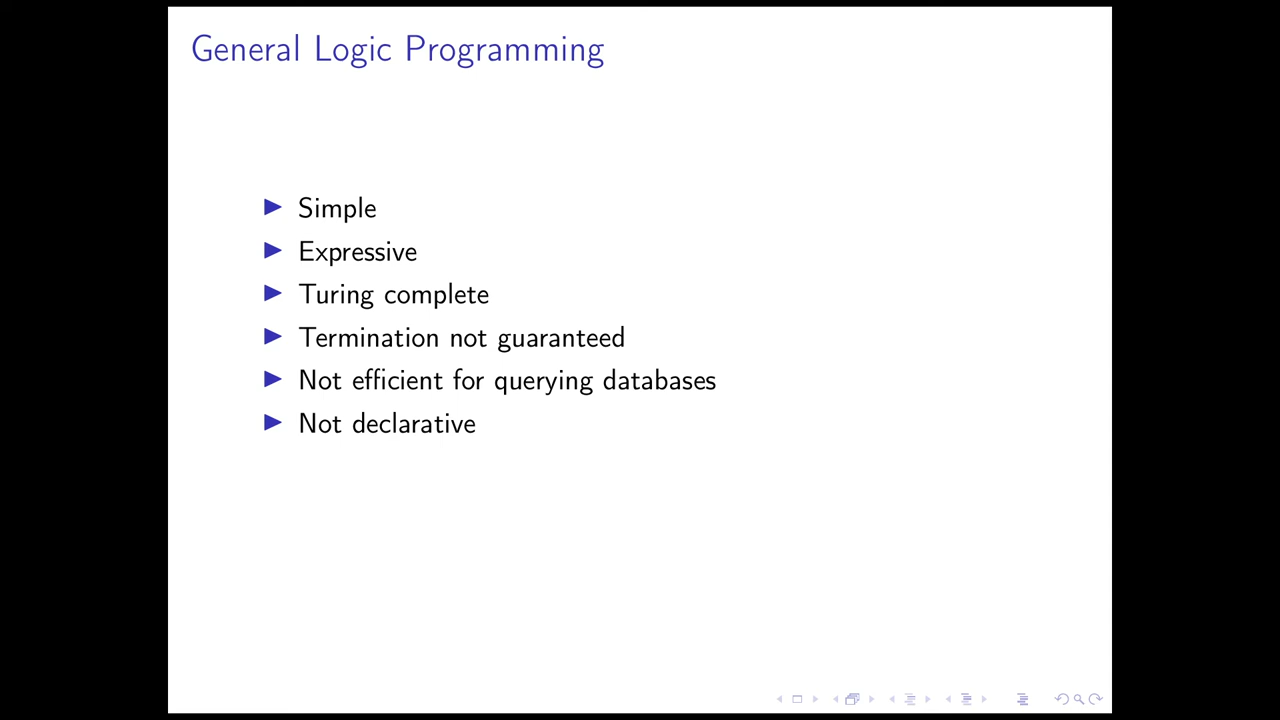 General Logic Programming
Simple
Expressive
Turing complete
Termination not guaranteed
Not efficient for querying databases
Not declarative